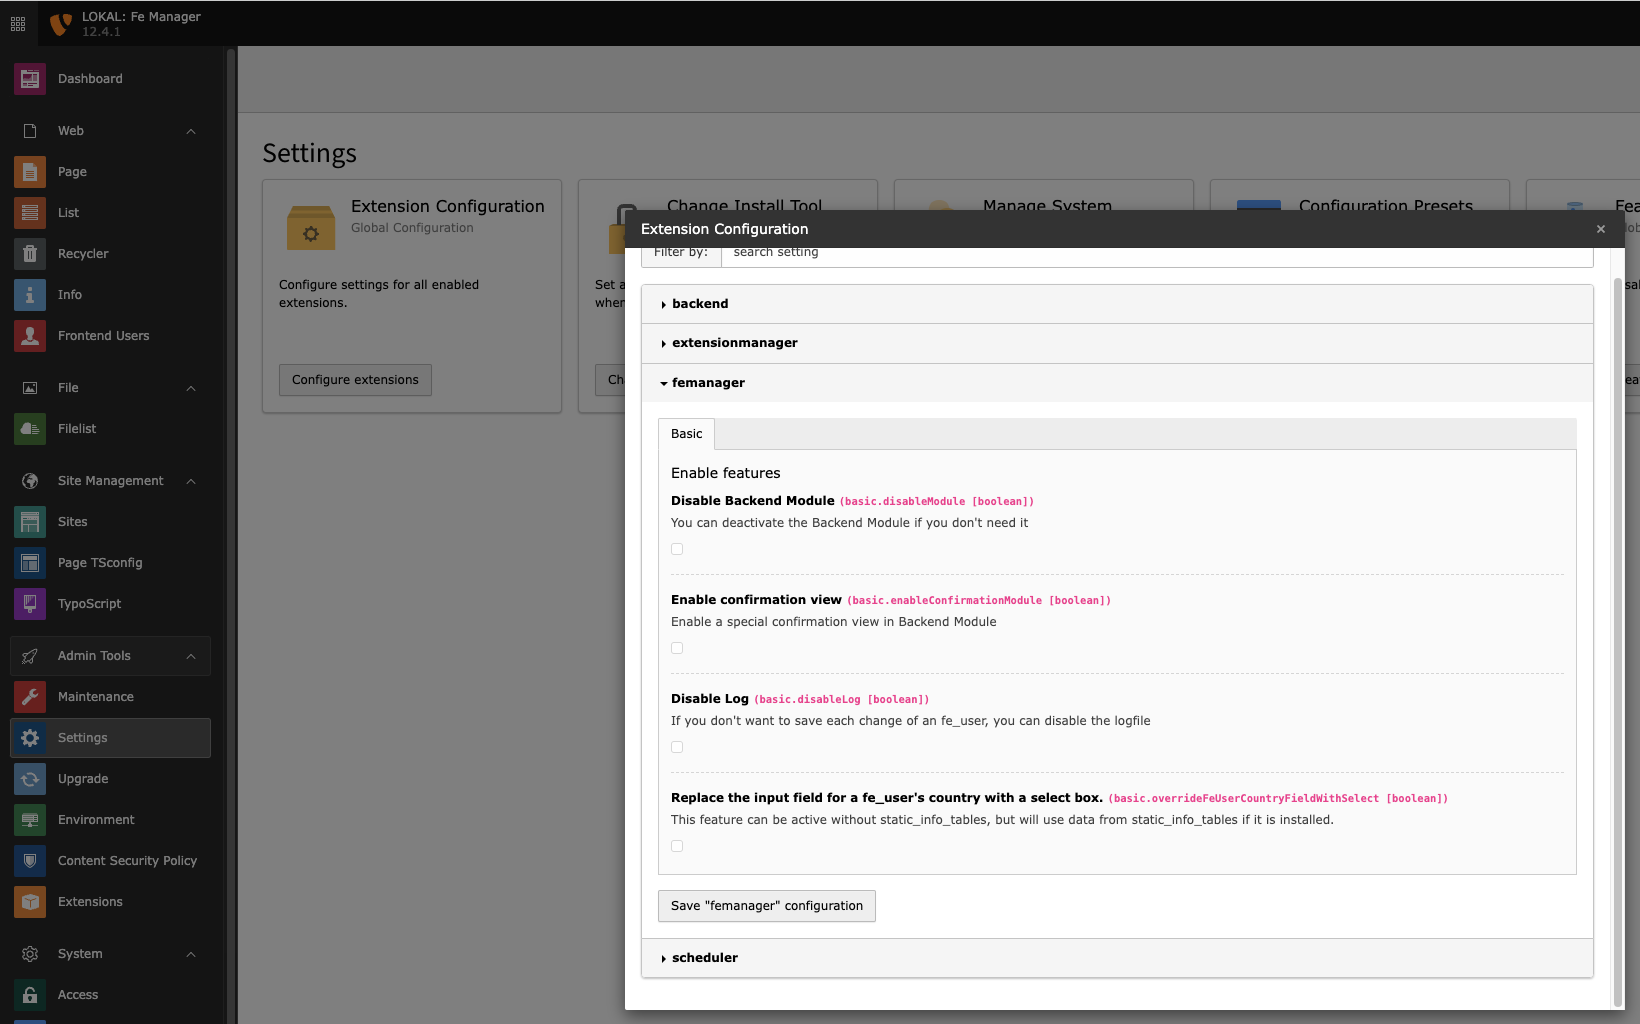 LOKAL: Fe Manager
12.4.1
Dashboard
Web
Page
List
Recycler
Info
Frontend Users
File
Filelist
Site Management
Sites
Page TSconfig
TypoScript
Admin Tools
Maintenance
Settings
Upgrade
Environment
Content Security Policy
Extensions
System
Access
Settings
Extension Configuration
Global Configuration
Configure settings for all enabled
extensions.
Configure extensions
Change Install Tool
Set a
when
Manage System
Configuration Presets
Extension Configuration
×
Filter by:
search setting
backend
extensionmanager
femanager
Basic
Enable features
Disable Backend Module (basic.disableModule [boolean])
You can deactivate the Backend Module if you don't need it
Enable confirmation view (basic.enableConfirmationModule [boolean])
Enable a special confirmation view in Backend Module
Disable Log (basic.disableLog [boolean])
If you don't want to save each change of an fe_user, you can disable the logfile
Replace the input field for a fe_user's country with a select box. (basic.overrideFeUserCountryFieldWithSelect [boolean])
This feature can be active without static_info_tables, but will use data from static_info_tables if it is installed.
Save "femanager" configuration
scheduler